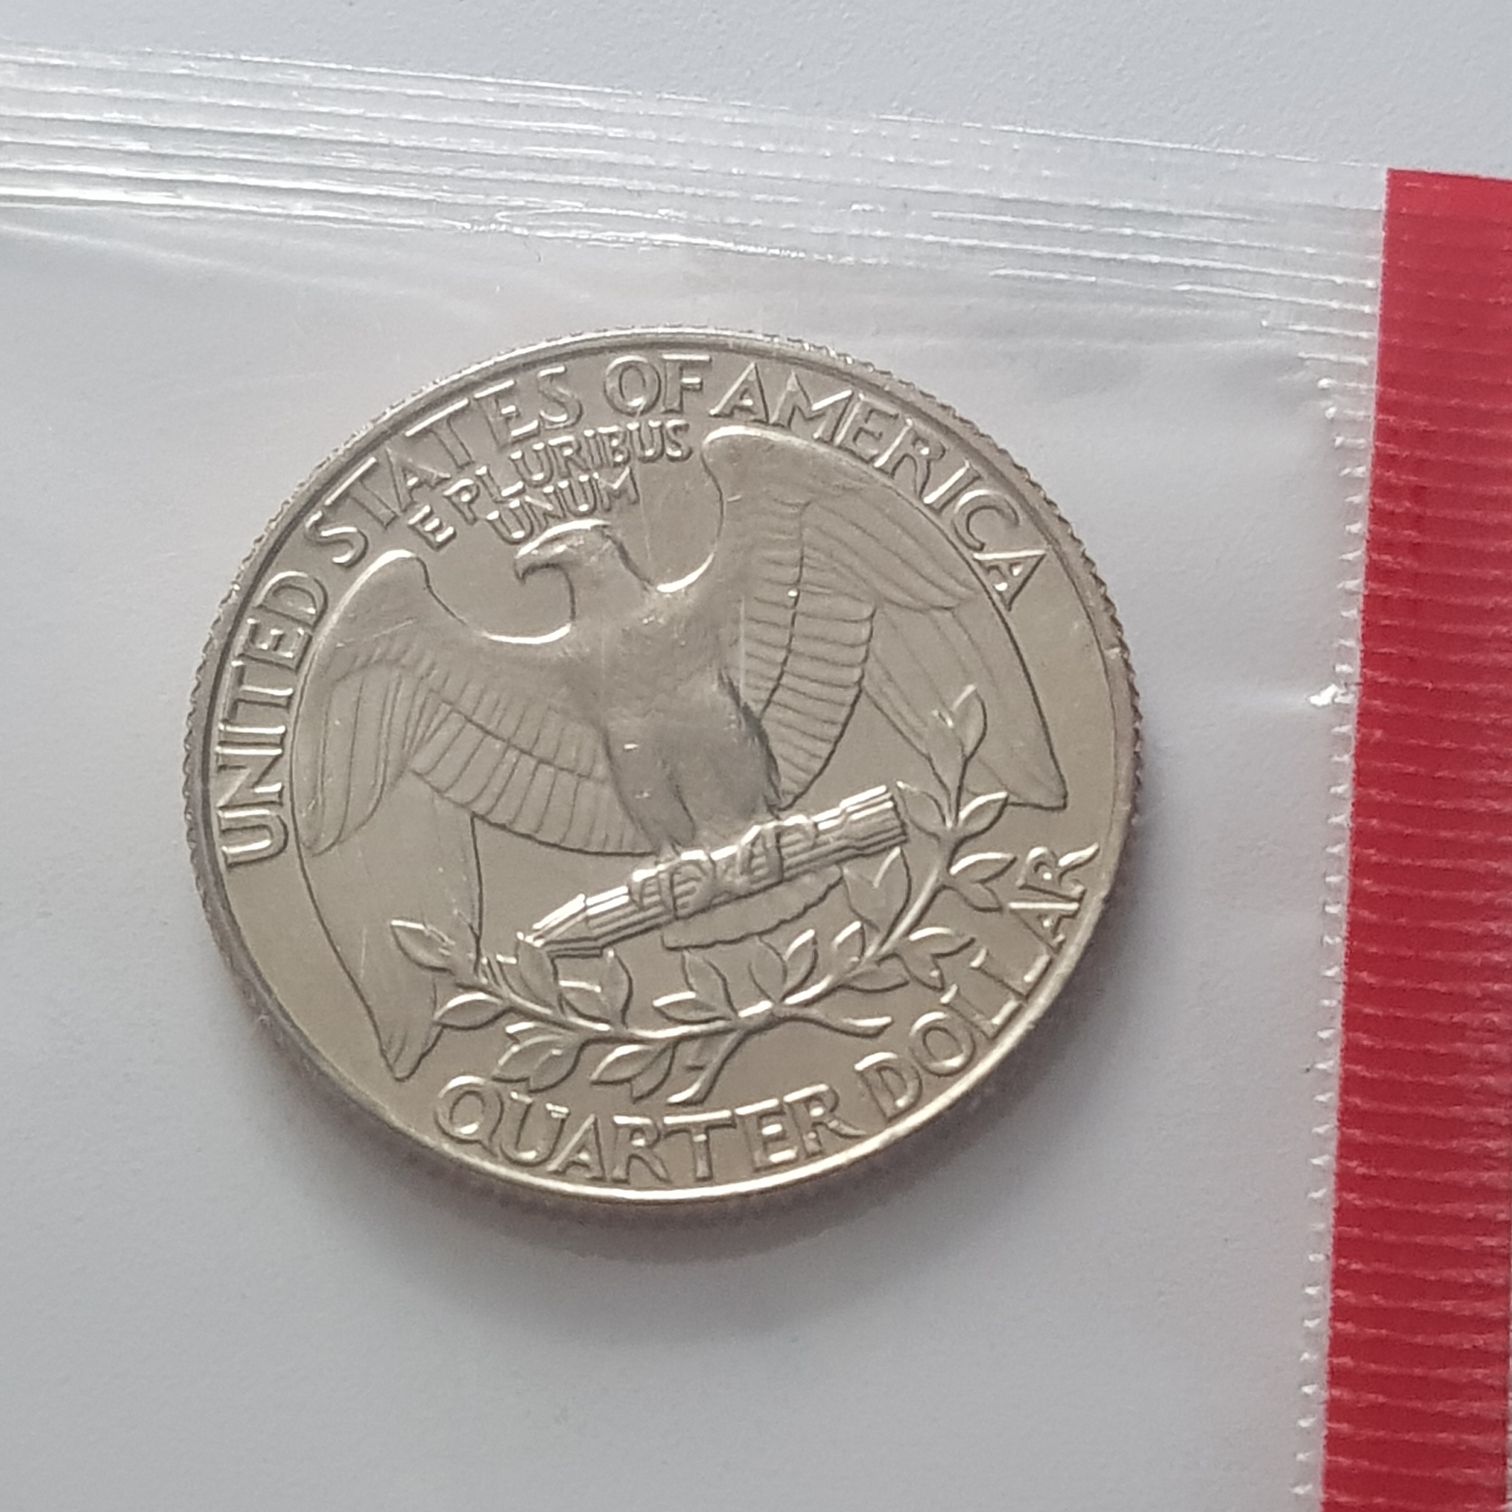 UNITED STATES OF AMERICA
E PLURIBUS
UNUM
QUARTER DOLLAR